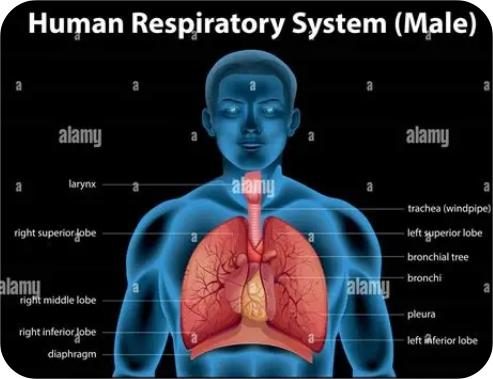 Human Respiratory System (Male)
a a a a
alamy a a alamy
a a a a
larynx
alamy
trachea (windpipe)
right superior lobe
left superior lobe
bronchial tree
bronchi
alamy
alamy
right middle lobe
pleura
right inferior lobe
left inferior lobe
diaphragm